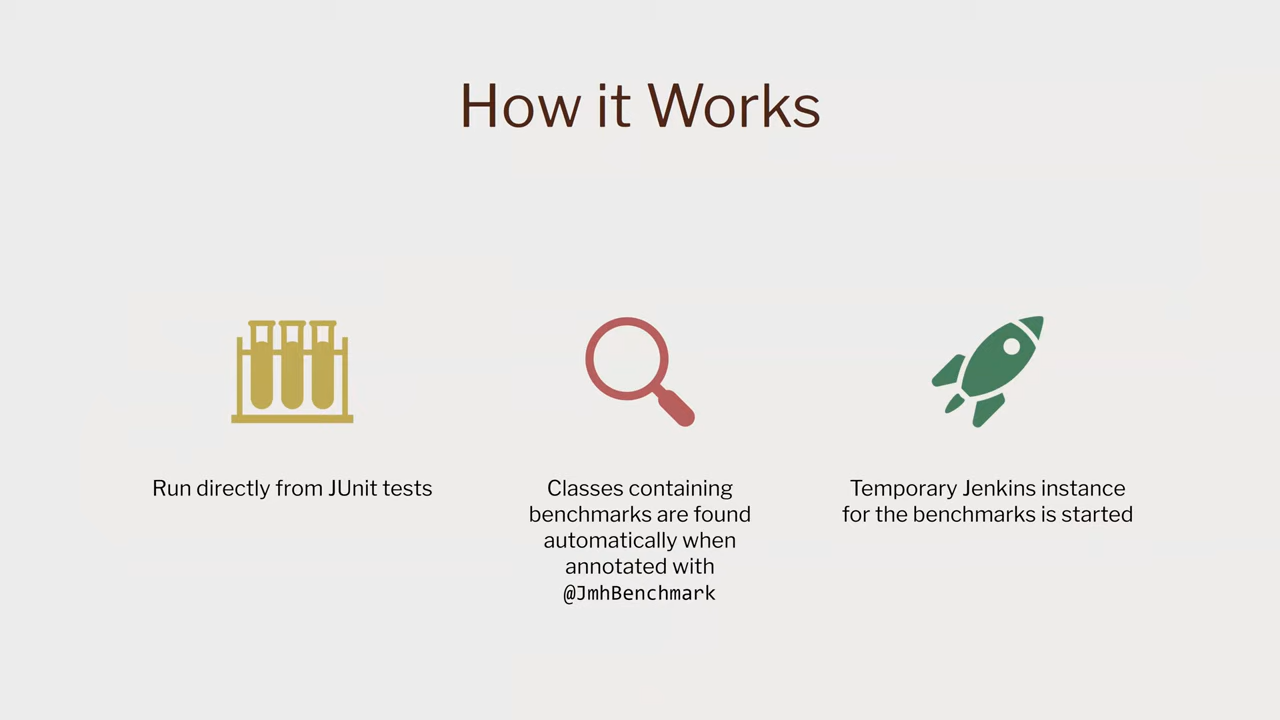 How it Works
Run directly from JUnit tests
Classes containing
benchmarks are found
automatically when
annotated with
@JmhBenchmark
Temporary Jenkins instance
for the benchmarks is started